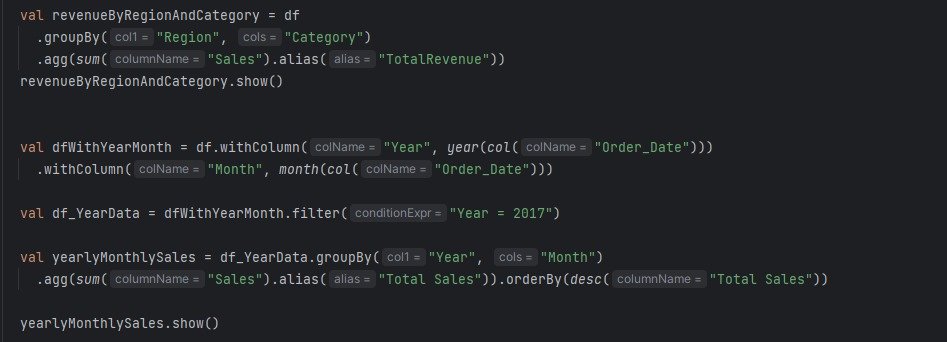 val revenueByRegionAndCategory = df
.groupBy( col1 = "Region", cols = "Category")
.agg(sum( columnName = "Sales").alias( alias = "TotalRevenue"))
revenueByRegionAndCategory.show()
val dfWithYearMonth = df.withColumn( colName = "Year", year(col( colName = "Order_Date")))
.withColumn( colName = "Month", month(col( colName = "Order_Date")))
val df_YearData = dfWithYearMonth.filter( conditionExpr = "Year = 2017")
val yearlyMonthlySales = df_YearData.groupBy( col1 = "Year", cols = "Month")
.agg(sum( columnName = "Sales").alias( alias = "Total Sales")).orderBy(desc( columnName = "Total Sales"))
yearlyMonthlySales.show()